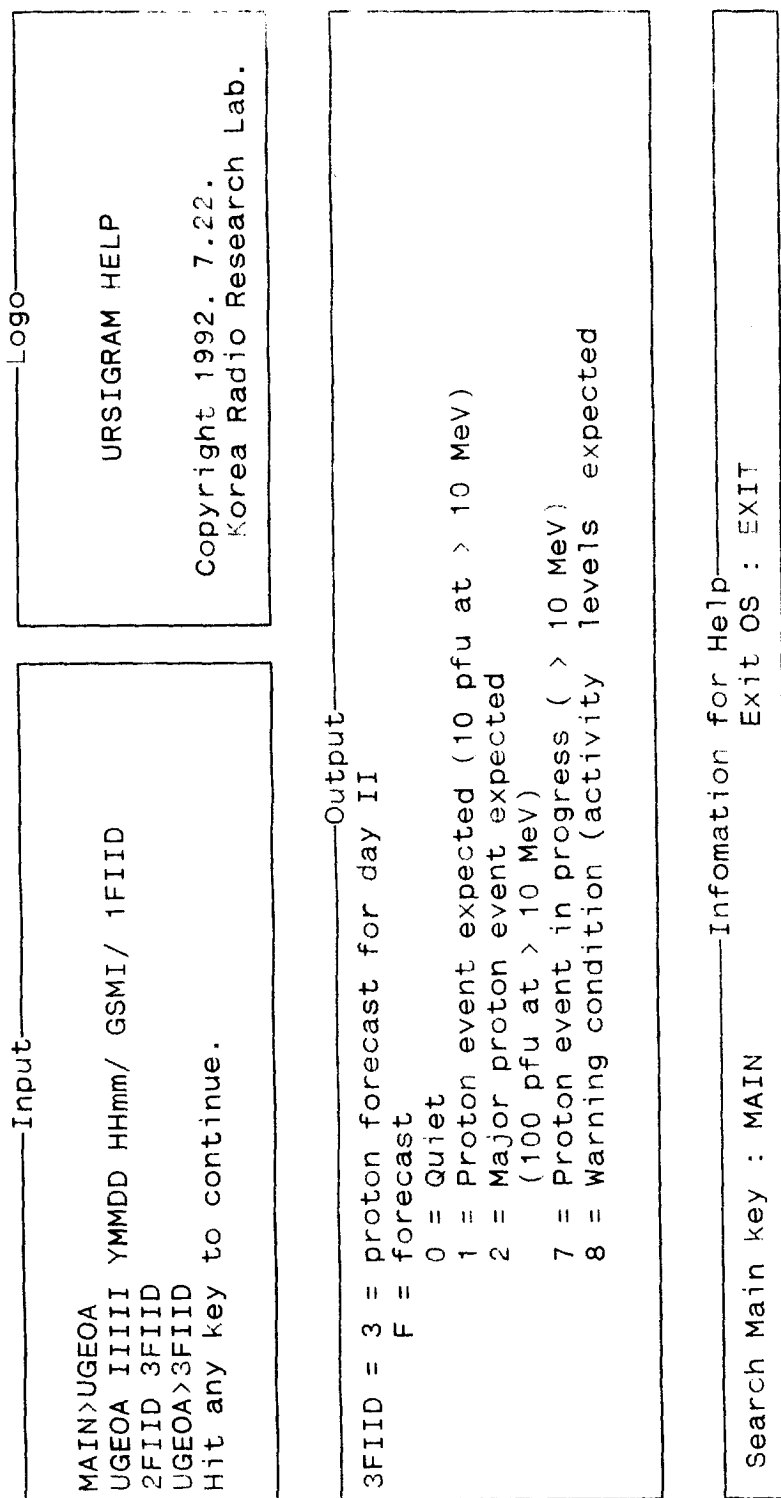 Input
MAIN>UGEOA
UGEOA IIIII YMMDD HHmm/ GSMI/ 1FIID
2FIID 3FIID
UGEOA>3FIID
Hit any key to continue.
Logo
URSIGRAM HELP
Copyright 1992. 7.22.
Korea Radio Research Lab.
Output
3FIID = 3 = proton forecast for day II
F = forecast
0 = Quiet
1 = Proton event expected (10 pfu at > 10 MeV)
2 = Major proton event expected
(100 pfu at > 10 MeV)
7 = Proton event in progress ( > 10 MeV)
8 = Warning condition (activity levels expected
Infomation for Help
Search Main key : MAIN
Exit OS : EXIT